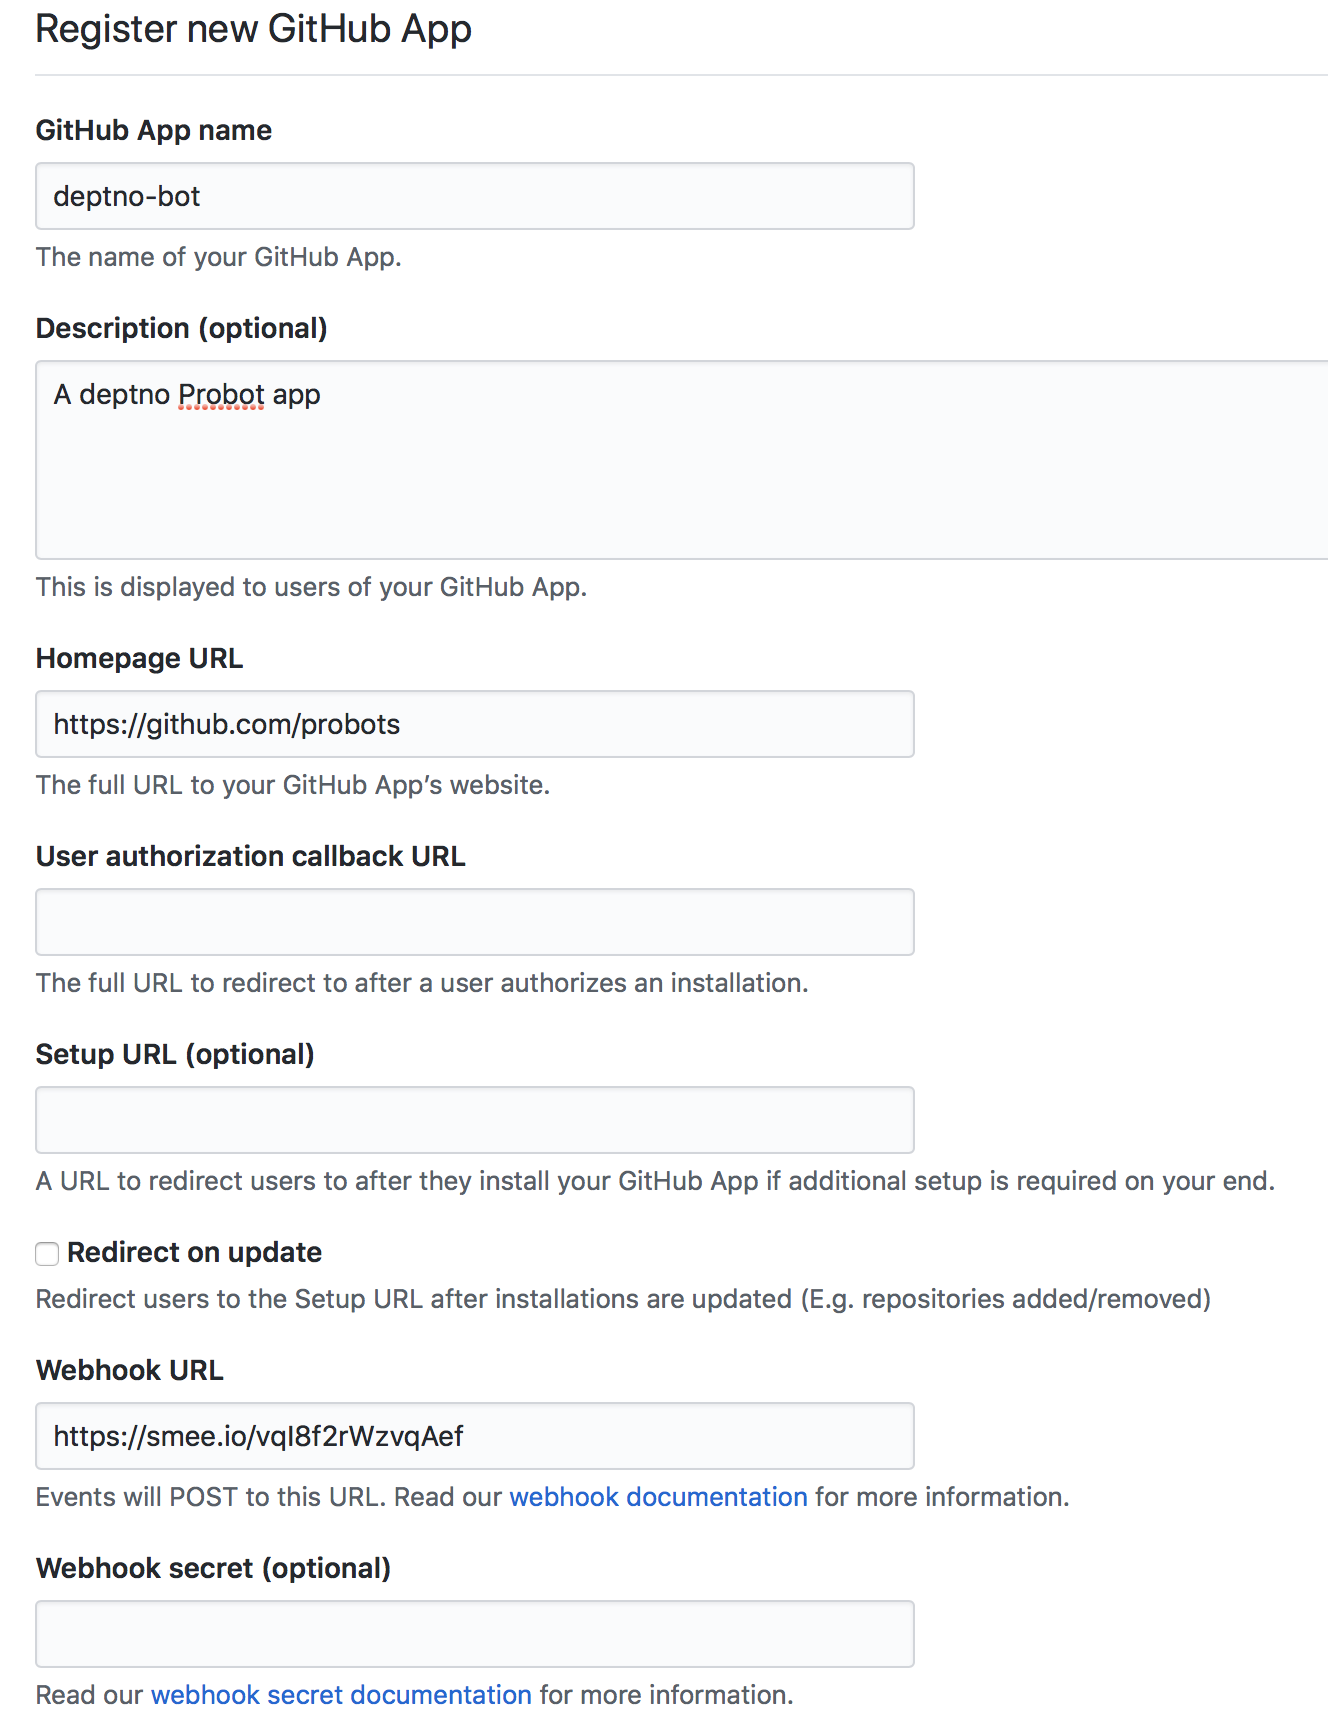 Register new GitHub App
GitHub App name
deptno-bot
The name of your GitHub App.
Description (optional)
A deptno Probot app
This is displayed to users of your GitHub App.
Homepage URL
https://github.com/probots
The full URL to your GitHub App’s website.
User authorization callback URL
The full URL to redirect to after a user authorizes an installation.
Setup URL (optional)
A URL to redirect users to after they install your GitHub App if additional setup is required on your end.
Redirect on update
Redirect users to the Setup URL after installations are updated (E.g. repositories added/removed)
Webhook URL
https://smee.io/vqI8f2rWzvqAef
Events will POST to this URL. Read our webhook documentation for more information.
Webhook secret (optional)
Read our webhook secret documentation for more information.